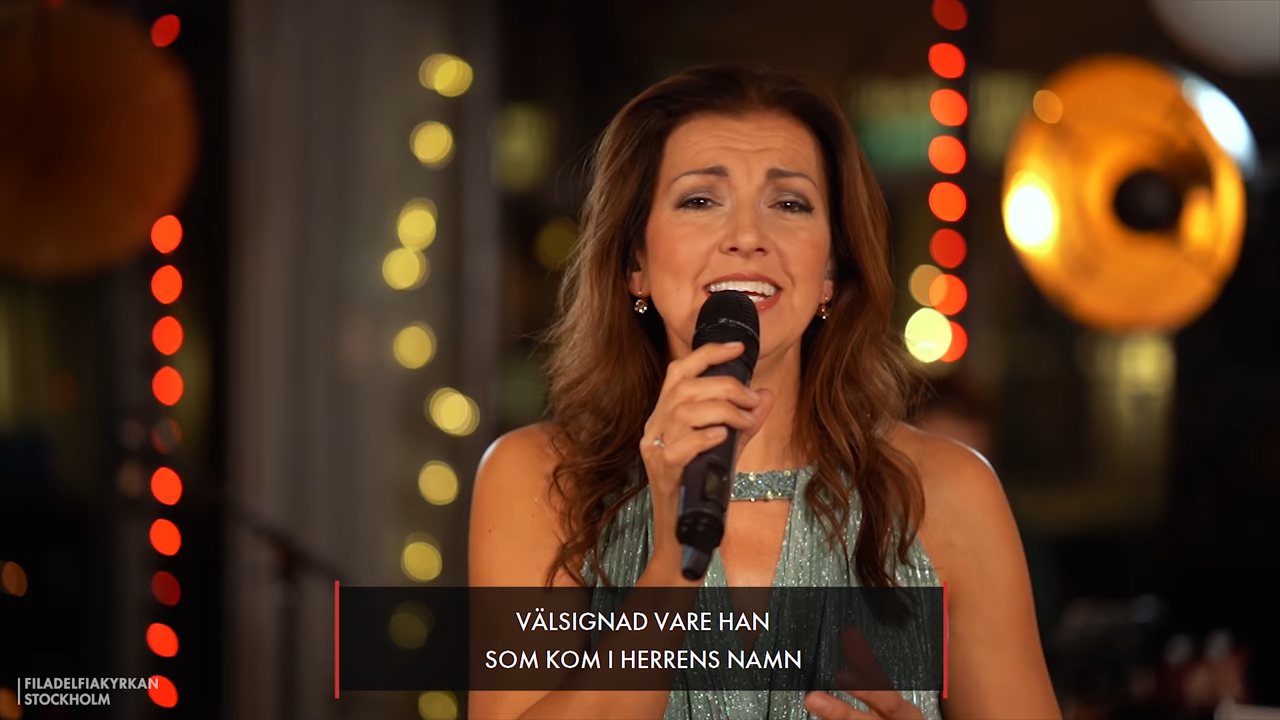 VÄLSIGNAD VARE HAN
SOM KOM I HERRENS NAMN
FILADELFIAKYRKAN
STOCKHOLM